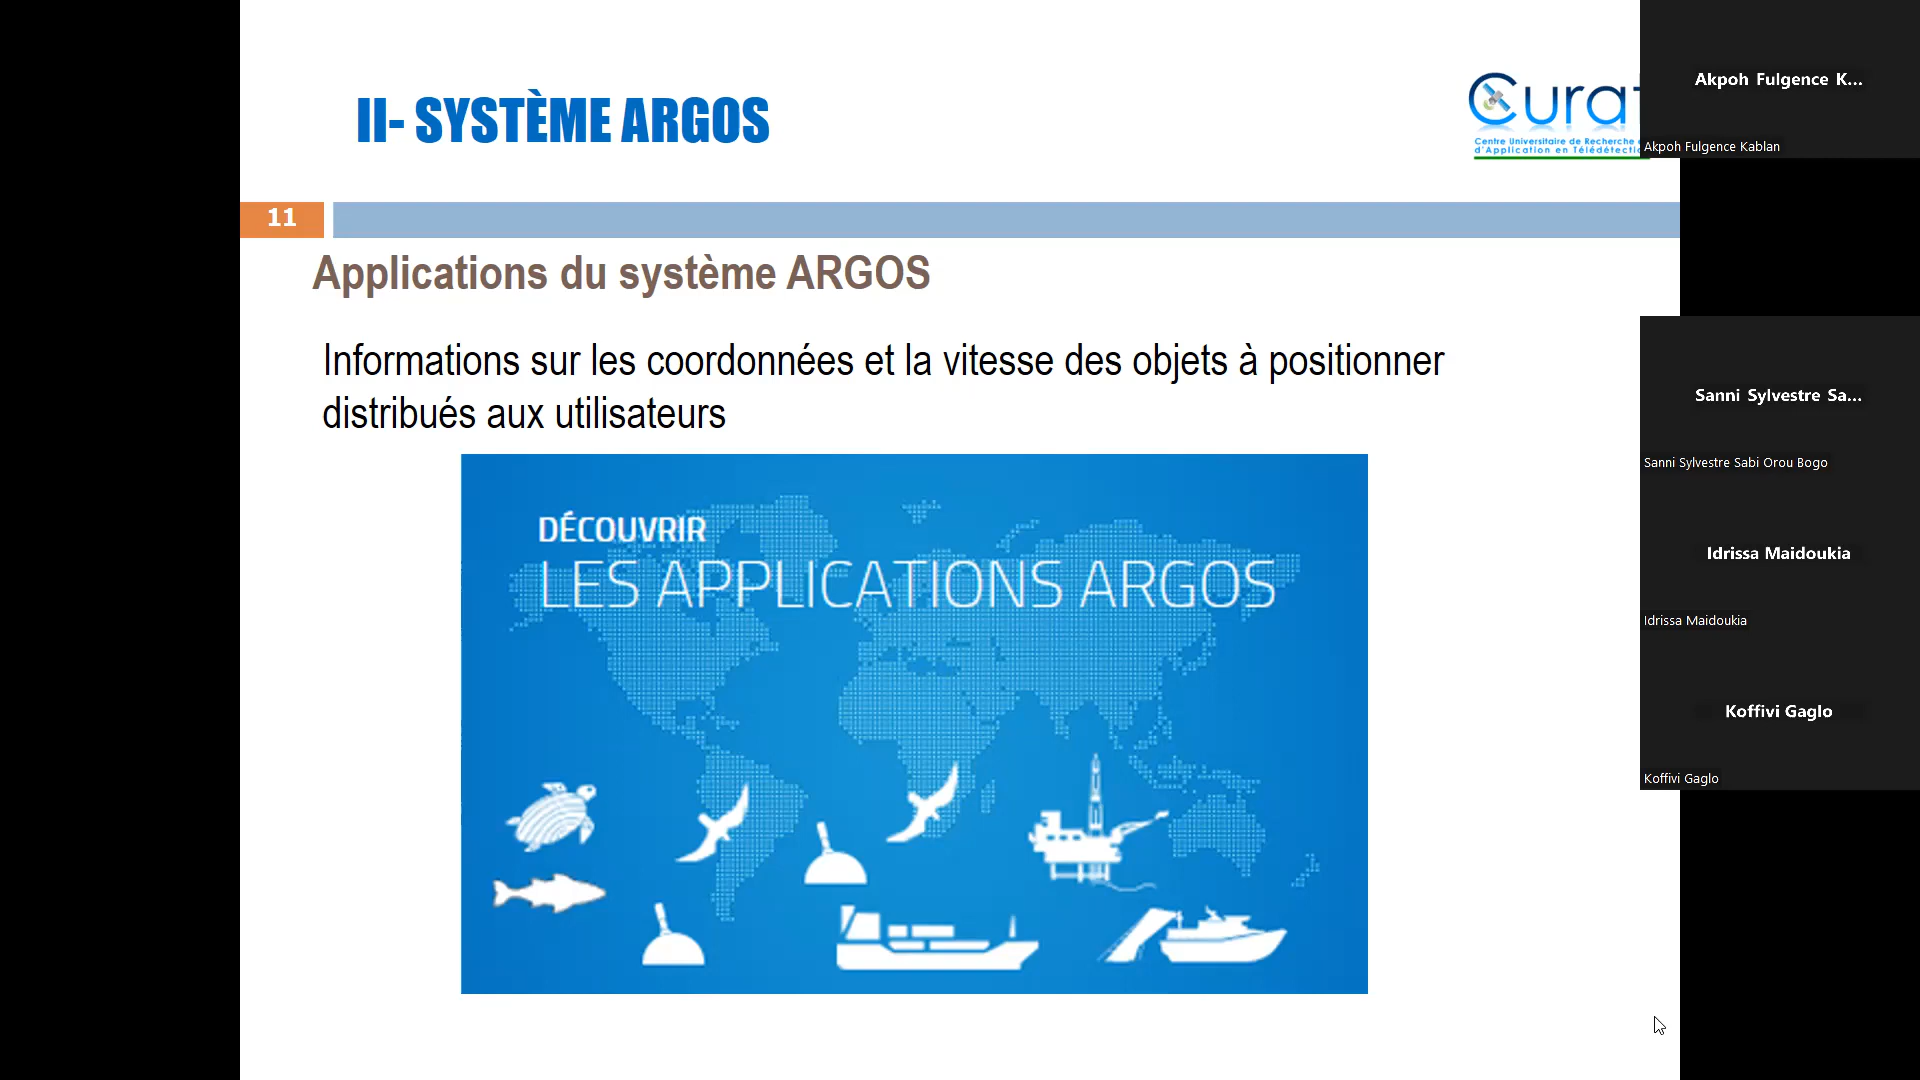 II- SYSTÈME ARGOS
Curat
Centre Universitaire de Recherche
d'Application en Télédétecti
11
Applications du système ARGOS
Informations sur les coordonnées et la vitesse des objets à positionner
distribués aux utilisateurs
DÉCOUVRIR
LES APPLICATIONS ARGOS
Akpoh Fulgence K...
Akpoh Fulgence Kablan
Sanni Sylvestre Sa...
Sanni Sylvestre Sabi Orou Bogo
Idrissa Maidoukia
Idrissa Maidoukia
Koffivi Gaglo
Koffivi Gaglo